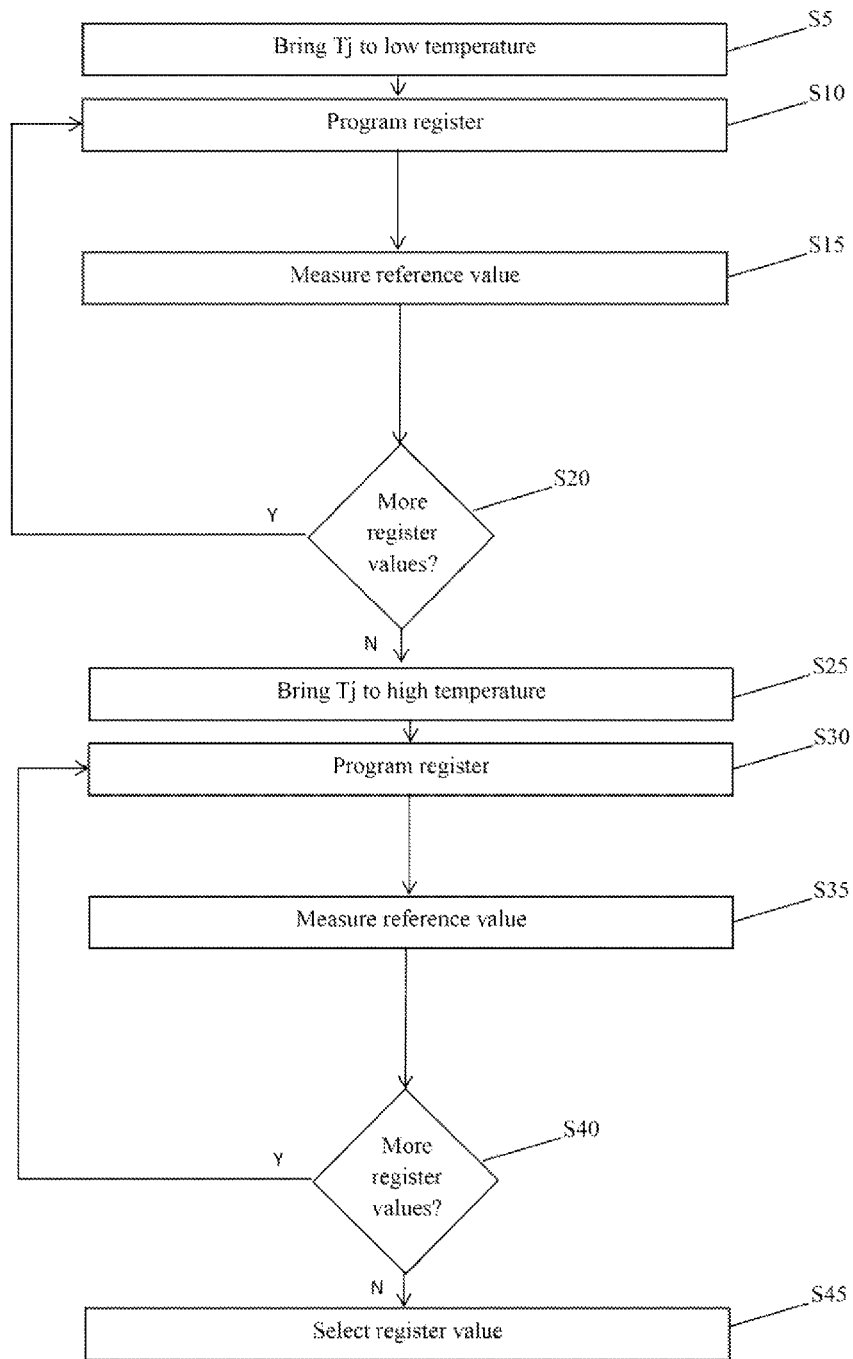 S5
Bring Tj to low temperature
S10
Program register
S15
Measure reference value
S20
More
register
values?
Y
N
S25
Bring Tj to high temperature
S30
Program register
S35
Measure reference value
S40
More
register
values?
Y
N
S45
Select register value